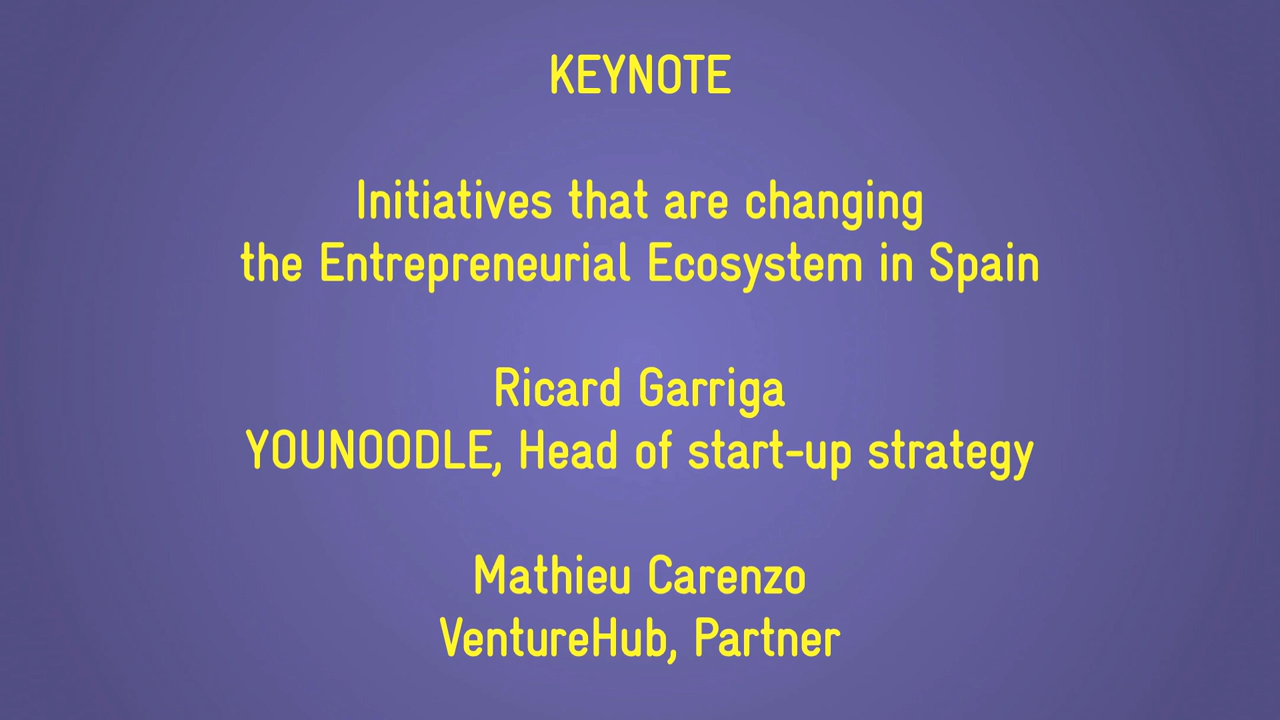 KEYNOTE
Initiatives that are changing
the Entrepreneurial Ecosystem in Spain
Ricard Garriga
YOUNOODLE, Head of start-up strategy
Mathieu Carenzo
VentureHub, Partner